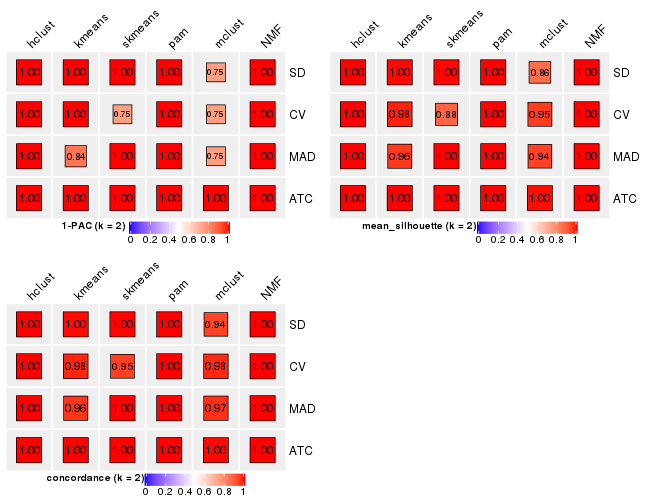 hclust kmeans skmeans pam mclust NMF
1.00 1.00 1.00 1.00 0.75 1.00 SD
1.00 1.00 0.75 1.00 0.75 1.00 CV
1.00 0.84 1.00 1.00 0.75 1.00 MAD
1.00 1.00 1.00 1.00 1.00 1.00 ATC
1-PAC (k = 2)
0 0.2 0.4 0.6 0.8 1
hclust kmeans skmeans pam mclust NMF
1.00 1.00 1.00 1.00 0.86 1.00 SD
1.00 0.98 0.88 1.00 0.95 1.00 CV
1.00 0.96 1.00 1.00 0.94 1.00 MAD
1.00 1.00 1.00 1.00 1.00 1.00 ATC
mean_silhouette (k = 2)
0 0.2 0.4 0.6 0.8 1
hclust kmeans skmeans pam mclust NMF
1.00 1.00 1.00 1.00 0.94 1.00 SD
1.00 0.98 0.95 1.00 0.98 1.00 CV
1.00 0.96 1.00 1.00 0.97 1.00 MAD
1.00 1.00 1.00 1.00 1.00 1.00 ATC
concordance (k = 2)
0 0.2 0.4 0.6 0.8 1